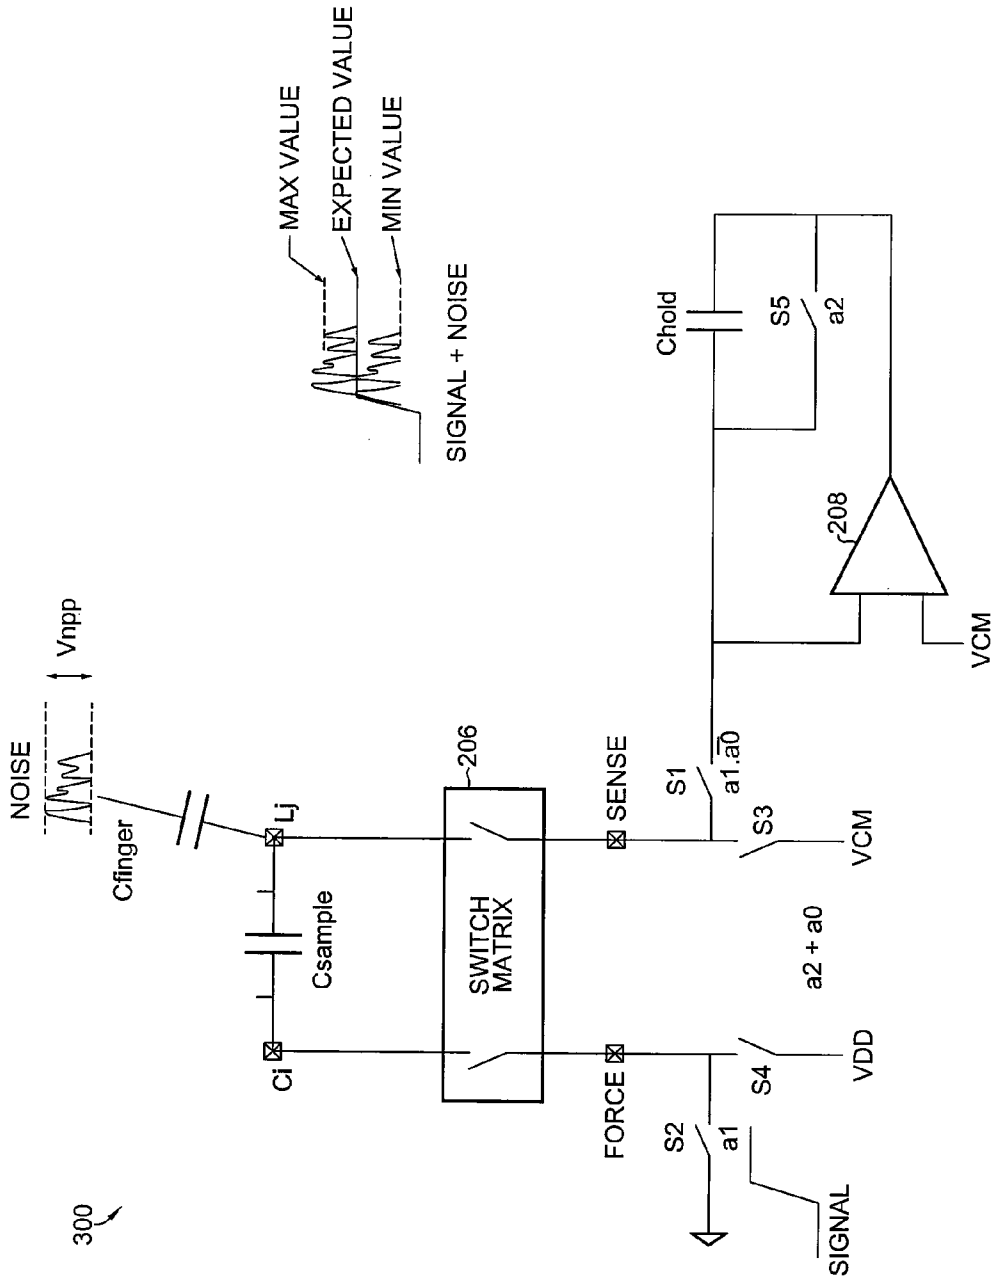 300
NOISE
Vnpp
Cfinger
Ci
Csample
Lj
SWITCH
MATRIX
206
FORCE
SENSE
S2
a1
S4
VDD
SIGNAL
a2 + a0
S1
a1.a̅0̅
S3
VCM
MAX VALUE
EXPECTED VALUE
MIN VALUE
SIGNAL + NOISE
Chold
S5
a2
208
VCM